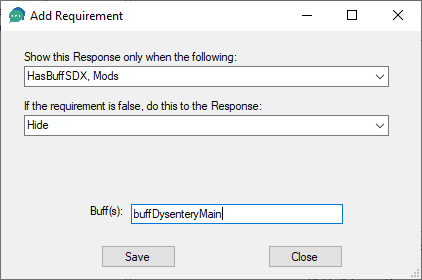 Add Requirement
Show this Response only when the following:
HasBuffSDX, Mods
If the requirement is false, do this to the Response:
Hide
Buff(s):
buffDysenteryMain
Save
Close